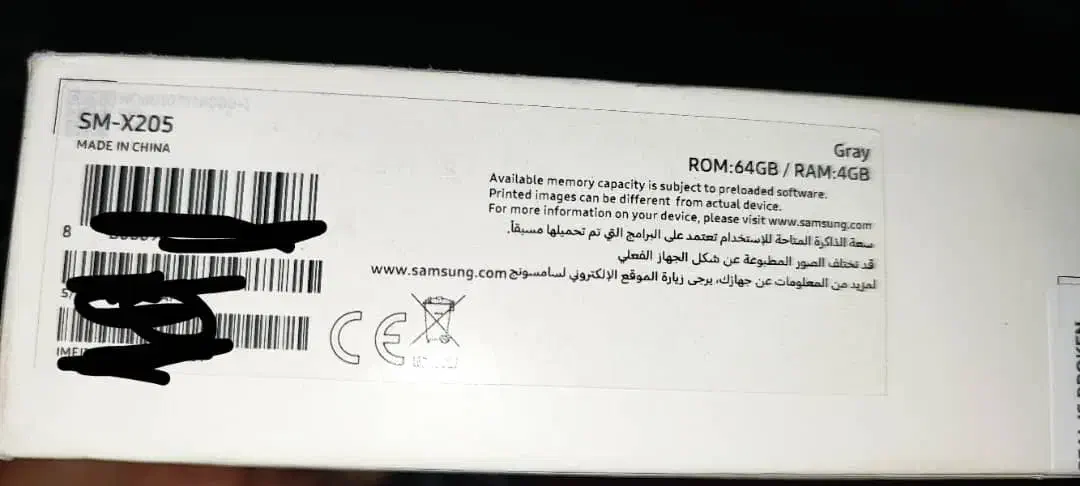 SM-X205
MADE IN CHINA
Gray
ROM:64GB / RAM:4GB
Available memory capacity is subject to preloaded software.
Printed images can be different from actual device.
For more information on your device, please visit www.samsung.com
سعة الذاكرة المتاحة للإستخدام تعتمد على البرامج التي تم تحميلها مسبقاً.
قد تختلف الصور المطبوعة عن شكل الجهاز الفعلي
لمزيد من المعلومات عن جهازك، يرجى زيارة الموقع الإلكتروني لسامسونج www.samsung.com
8
IMEI
CE
BROKEN